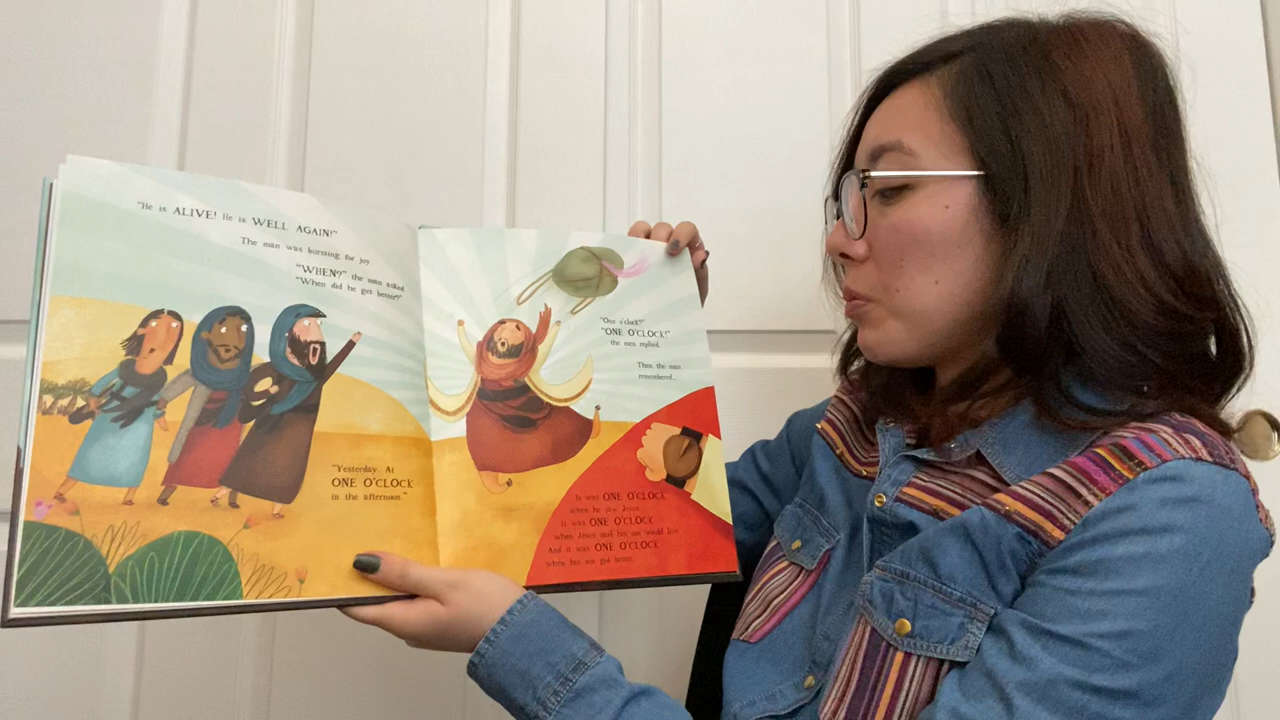 "He is ALIVE! He is WELL AGAIN!"
The man was bursting for joy
"WHEN?" the man asked.
"When did he get better?"
"Yesterday. At
ONE O'CLOCK
in the afternoon."
"One o'clock?"
"ONE O'CLOCK!"
the men replied.
Then the man
remembered...
It was ONE O'CLOCK
when he saw Jesus.
It was ONE O'CLOCK
when Jesus said his son would live.
And it was ONE O'CLOCK
when his son got better.